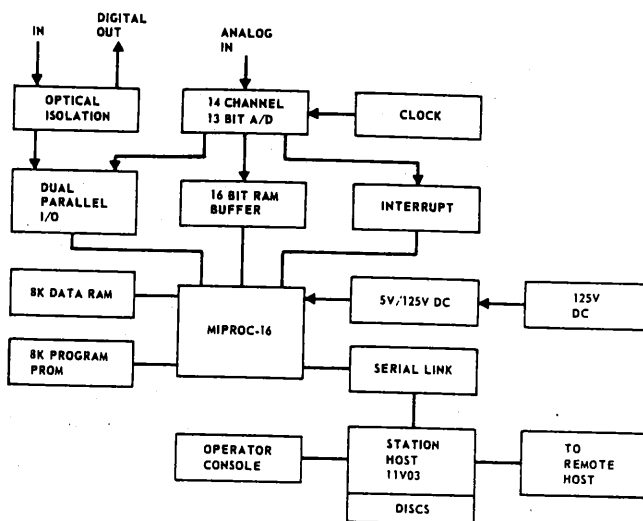 IN
DIGITAL
OUT
ANALOG
IN
OPTICAL
ISOLATION
14 CHANNEL
13 BIT A/D
CLOCK
DUAL
PARALLEL
I/O
16 BIT RAM
BUFFER
INTERRUPT
8K DATA RAM
MIPROC-16
5V/125V DC
125V
DC
8K PROGRAM
PROM
SERIAL LINK
OPERATOR
CONSOLE
STATION
HOST
11V03
TO
REMOTE
HOST
DISCS